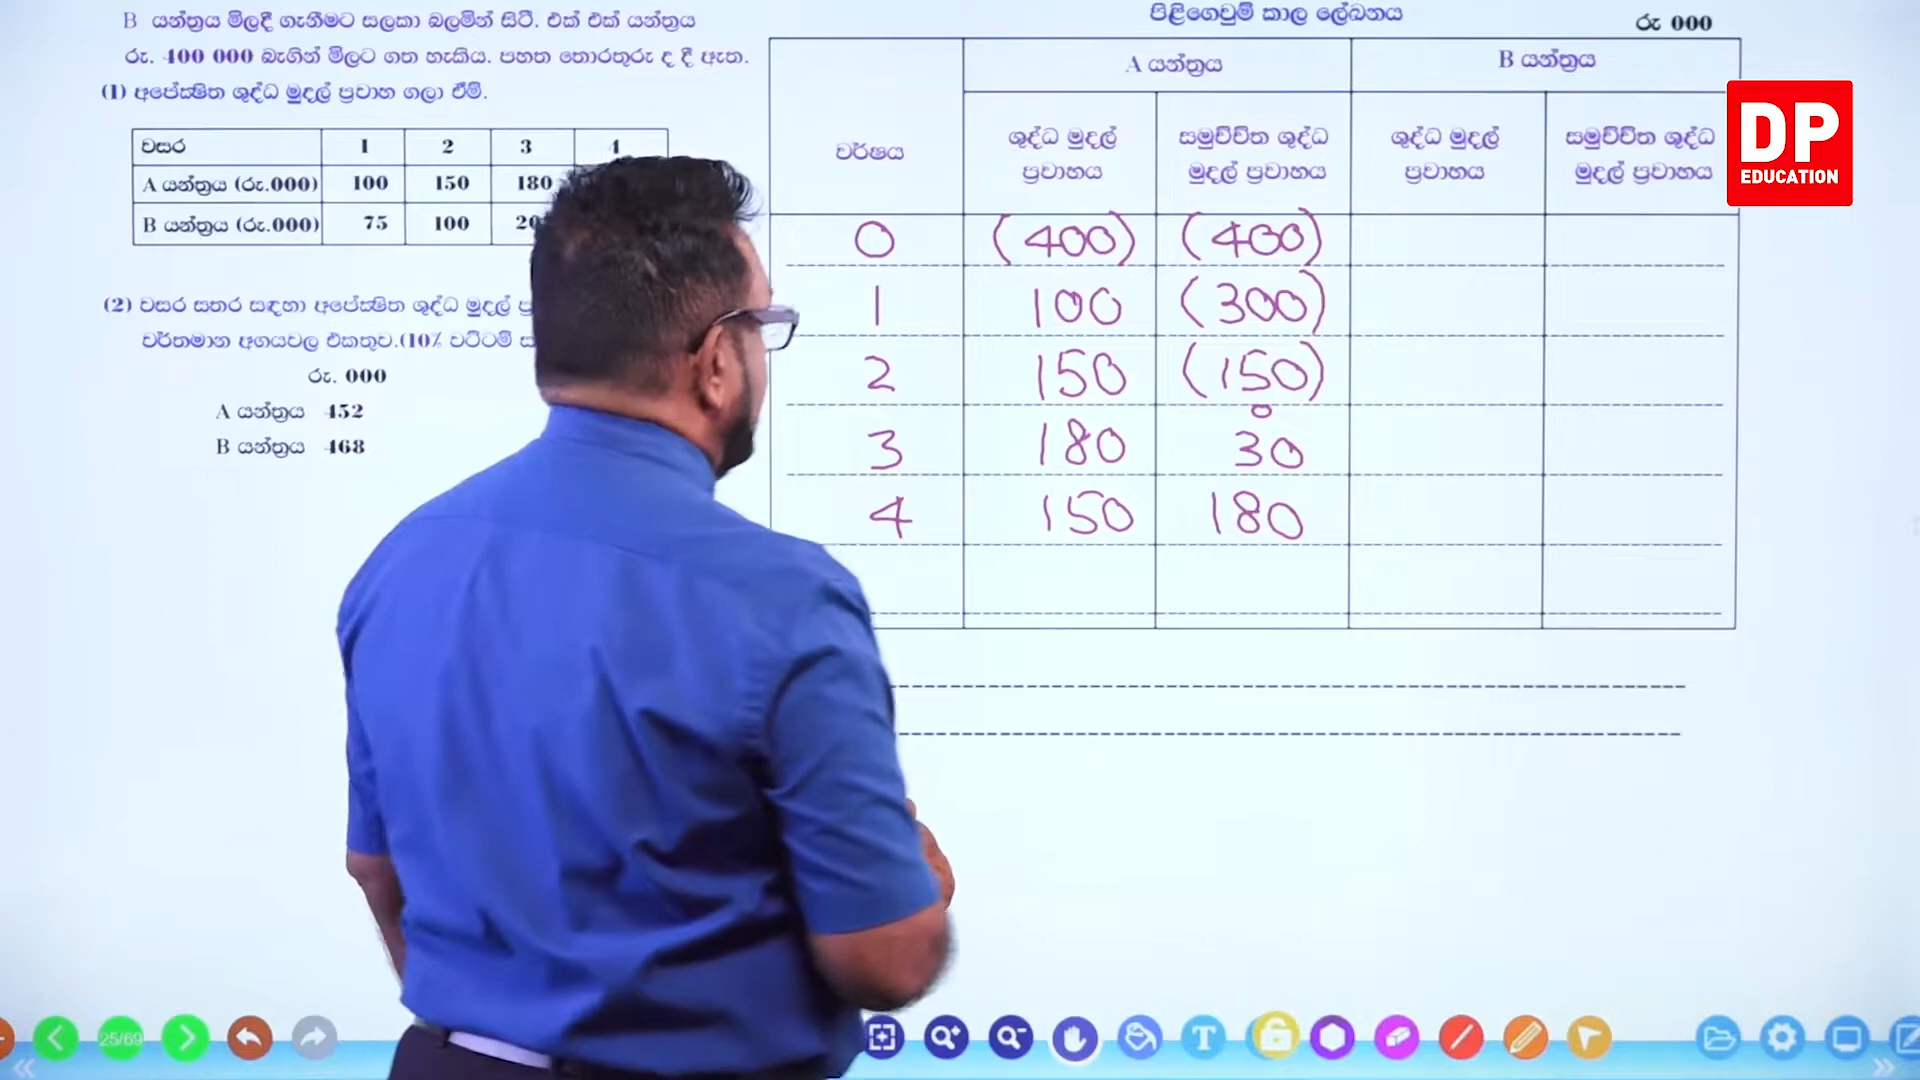 B යන්ත්‍රය මිලදී ගැනීමට සලකා බලමින් සිටී. එක් එක් යන්ත්‍රය
රු. 400 000 බැගින් මිලට ගත හැකිය. පහත තොරතුරු ද දී ඇත.
(1) අපේක්ෂිත ශුද්ධ මුදල් ප්‍රවාහ ගලා ඒම්.
වසර 1 2 3 4
A යන්ත්‍රය (රු.000) 100 150 180
B යන්ත්‍රය (රු.000) 75 100
(2) වසර සතර සඳහා අපේක්ෂිත ශුද්ධ මුදල්
වර්තමාන අගයවල එකතුව.(10% වට්ටම්
රු. 000
A යන්ත්‍රය 452
B යන්ත්‍රය 468
පිළිගෙවුම් කාල ලේඛනය
රු 000
A යන්ත්‍රය B යන්ත්‍රය
වර්ෂය ශුද්ධ මුදල් ප්‍රවාහය සමුච්චිත ශුද්ධ මුදල් ප්‍රවාහය ශුද්ධ මුදල් ප්‍රවාහය සමුච්චිත ශුද්ධ මුදල් ප්‍රවාහය
0 (400) (400)
1 100 (300)
2 150 (150)
0
3 180 30
4 150 180
DP
EDUCATION
25/69
T